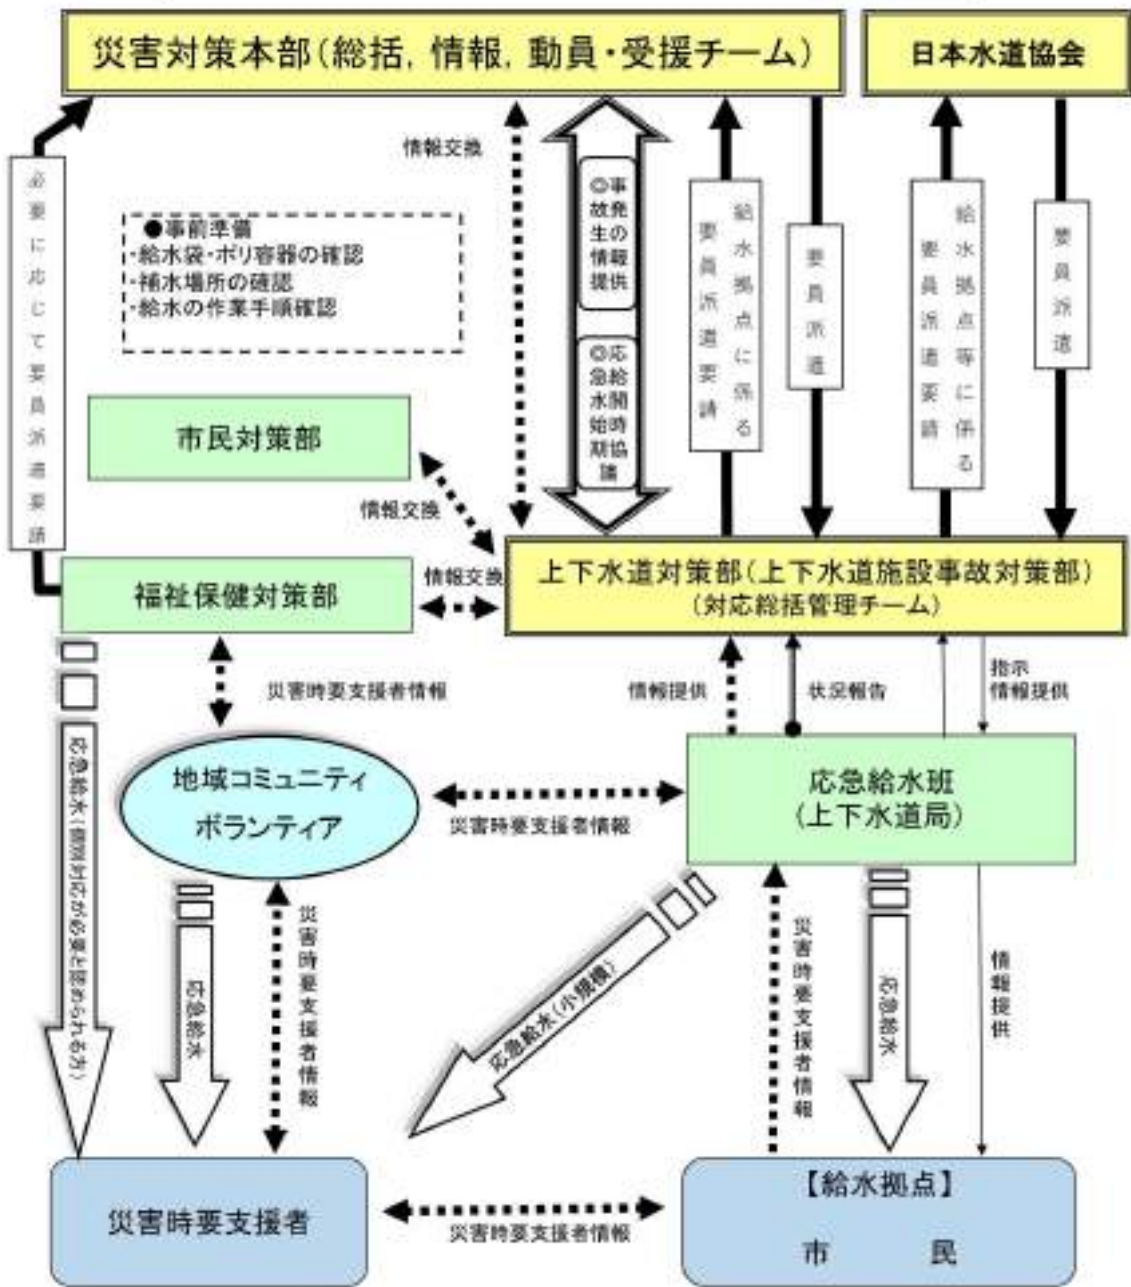 災害対策本部(総括, 情報, 動員・受援チーム)
日本水道協会
情報交換
必要に応じて要員派遣要請
●事前準備
・給水袋・ポリ容器の確認
・補水場所の確認
・給水の作業手順確認
◎事故発生の情報提供
◎応急給水開始時期協議
給水拠点に係る
要員派遣要請
要員派遣
給水拠点等に係る
要員派遣要請
要員派遣
市民対策部
情報交換
福祉保健対策部
情報交換
上下水道対策部(上下水道施設事故対策部)
(対応総括管理チーム)
災害時要支援者情報
情報提供
状況報告
指示
情報提供
地域コミュニティ
ボランティア
災害時要支援者情報
応急給水班
(上下水道局)
応急給水(個別対応が必要と認められる方)
応急給水
災害時要支援者情報
応急給水(小規模)
災害時要支援者情報
応急給水
情報提供
災害時要支援者
災害時要支援者情報
【給水拠点】
市 民